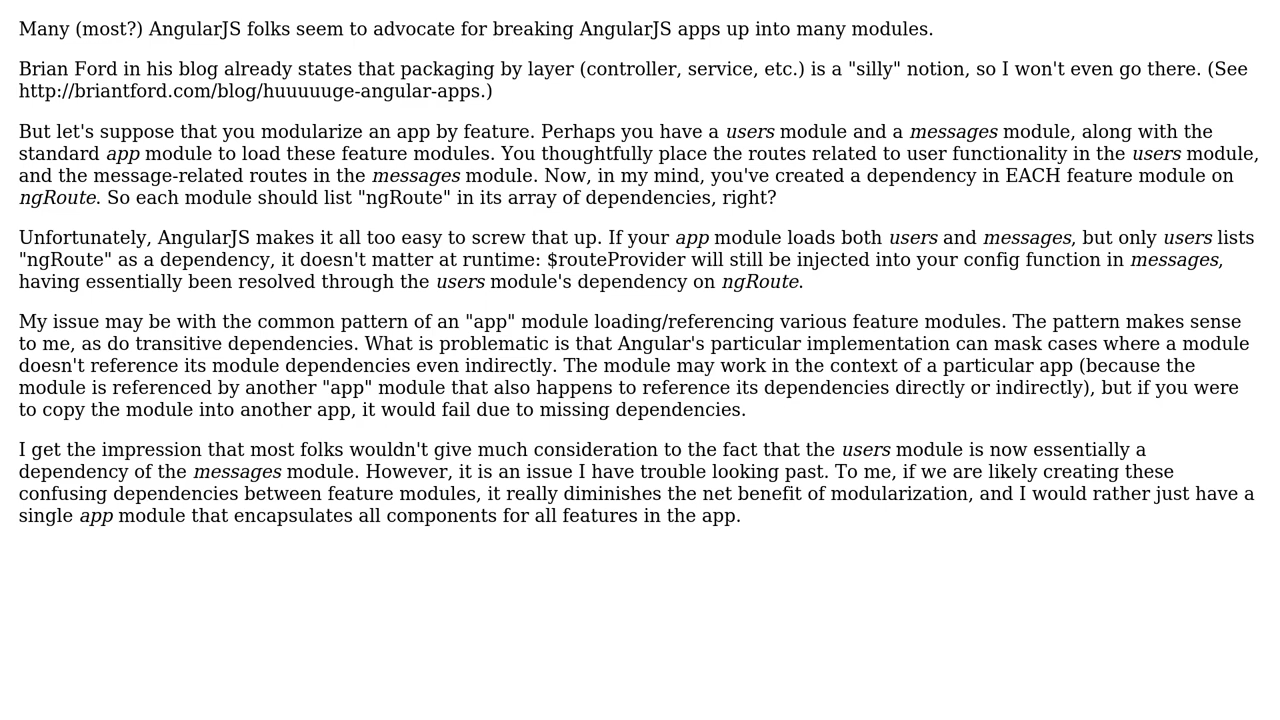 Many (most?) AngularJS folks seem to advocate for breaking AngularJS apps up into many modules.
Brian Ford in his blog already states that packaging by layer (controller, service, etc.) is a "silly" notion, so I won't even go there. (See
http://briantford.com/blog/huuuuuge-angular-apps.)
But let's suppose that you modularize an app by feature. Perhaps you have a users module and a messages module, along with the
standard app module to load these feature modules. You thoughtfully place the routes related to user functionality in the users module,
and the message-related routes in the messages module. Now, in my mind, you've created a dependency in EACH feature module on
ngRoute. So each module should list "ngRoute" in its array of dependencies, right?
Unfortunately, AngularJS makes it all too easy to screw that up. If your app module loads both users and messages, but only users lists
"ngRoute" as a dependency, it doesn't matter at runtime: $routeProvider will still be injected into your config function in messages,
having essentially been resolved through the users module's dependency on ngRoute.
My issue may be with the common pattern of an "app" module loading/referencing various feature modules. The pattern makes sense
to me, as do transitive dependencies. What is problematic is that Angular's particular implementation can mask cases where a module
doesn't reference its module dependencies even indirectly. The module may work in the context of a particular app (because the
module is referenced by another "app" module that also happens to reference its dependencies directly or indirectly), but if you were
to copy the module into another app, it would fail due to missing dependencies.
I get the impression that most folks wouldn't give much consideration to the fact that the users module is now essentially a
dependency of the messages module. However, it is an issue I have trouble looking past. To me, if we are likely creating these
confusing dependencies between feature modules, it really diminishes the net benefit of modularization, and I would rather just have a
single app module that encapsulates all components for all features in the app.